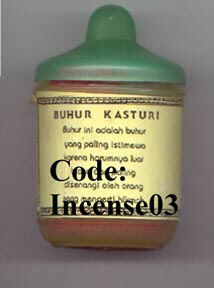 BUHUR KASTURI
Buhur ini adalah buhur
yang paling istimewa
karena harumnya luar
Code:
disenangi oleh orang
Incense03